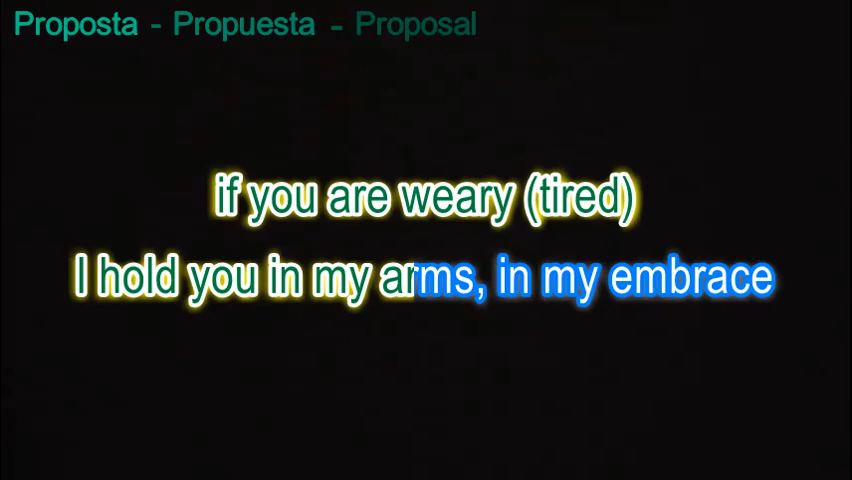 Proposta - Propuesta - Proposal
if you are weary (tired)
I hold you in my arms, in my embrace